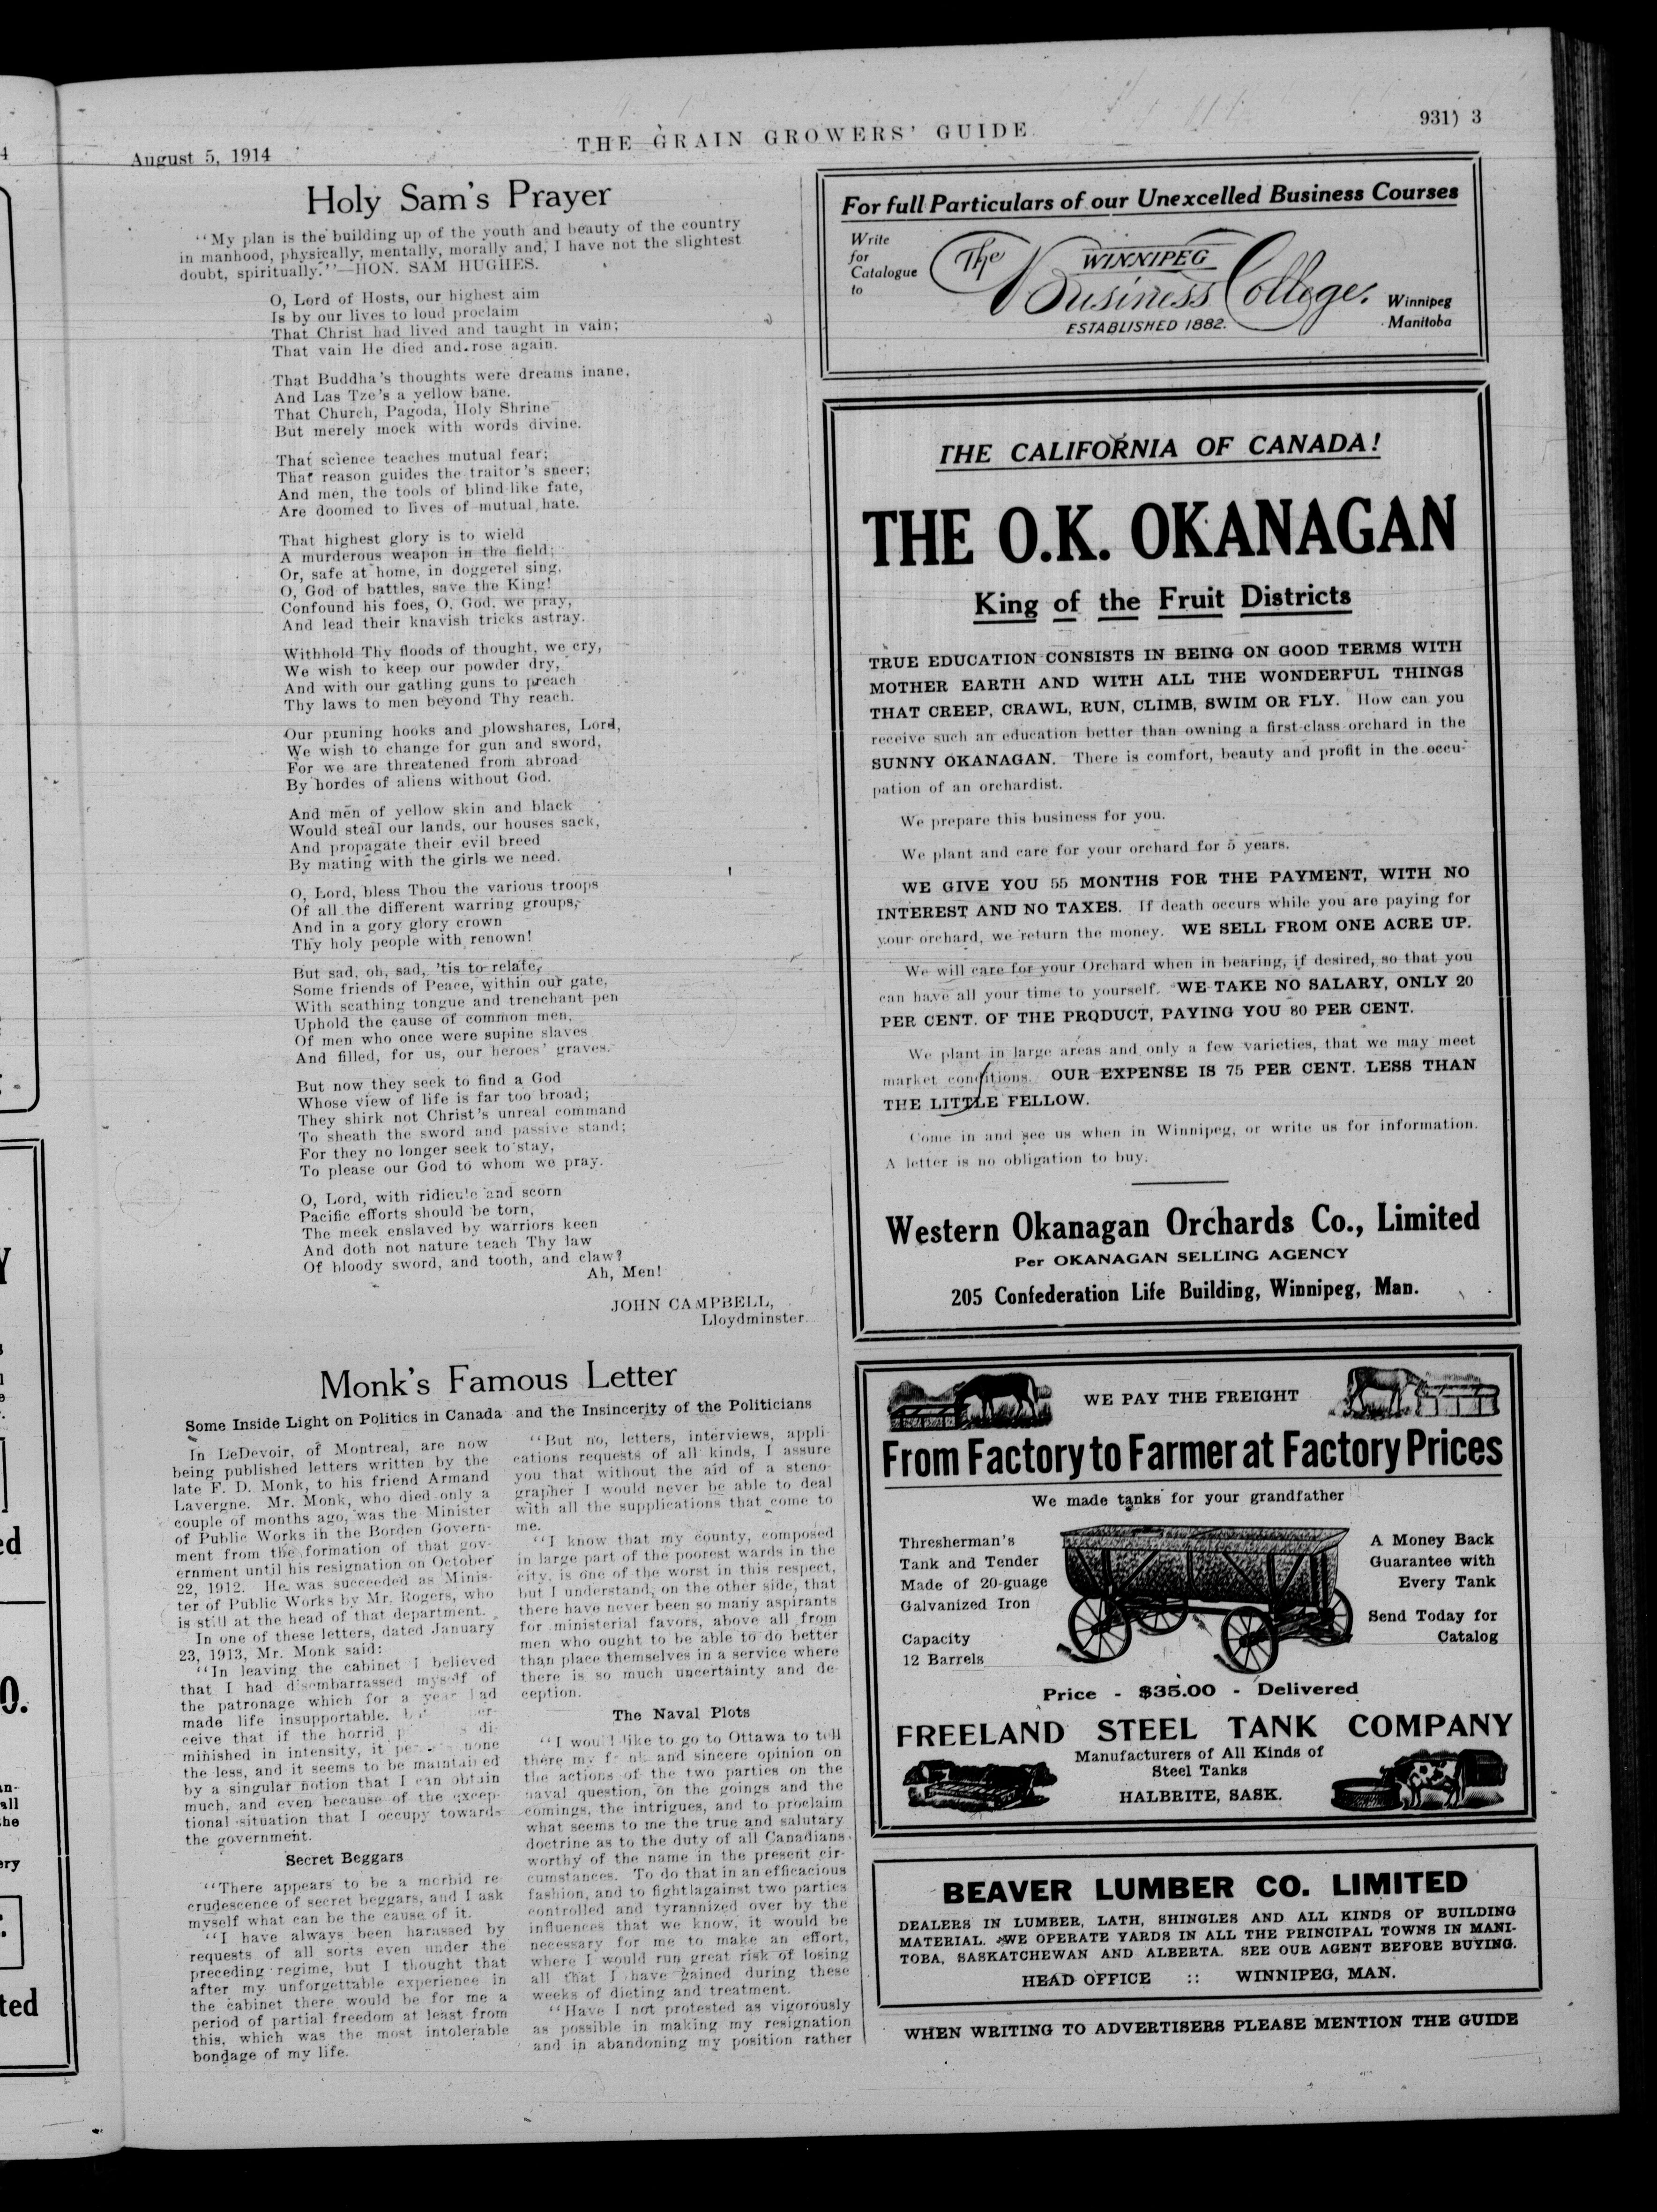 August 5, 1914
THE GRAIN GROWERS' GUIDE
931) 3
Holy Sam's Prayer
"My plan is the building up of the youth and beauty of the country
in manhood, physically, mentally, morally and, I have not the slightest
doubt, spiritually."—HON. SAM HUGHES.
O, Lord of Hosts, our highest aim
Is by our lives to loud proclaim
That Christ had lived and taught in vain;
That vain He died and rose again.
That Buddha's thoughts were dreams inane,
And Las Tze's a yellow bane.
That Church, Pagoda, Holy Shrine
But merely mock with words divine.
That science teaches mutual fear;
That reason guides the traitor's sneer;
And men, the tools of blind-like fate,
Are doomed to lives of mutual hate.
That highest glory is to wield
A murderous weapon in the field;
Or, safe at home, in doggerel sing,
O, God of battles, save the King!
Confound his foes, O, God, we pray,
And lead their knavish tricks astray.
Withhold Thy floods of thought, we cry,
We wish to keep our powder dry,
And with our gatling guns to preach
Thy laws to men beyond Thy reach.
Our pruning hooks and plowshares, Lord,
We wish to change for gun and sword,
For we are threatened from abroad
By hordes of aliens without God.
And men of yellow skin and black
Would steal our lands, our houses sack,
And propagate their evil breed
By mating with the girls we need.
O, Lord, bless Thou the various troops
Of all the different warring groups,
And in a gory glory crown
Thy holy people with renown!
But sad, oh, sad, 'tis to relate,
Some friends of Peace, within our gate,
With scathing tongue and trenchant pen
Uphold the cause of common men,
Of men who once were supine slaves
And filled, for us, our heroes' graves.
But now they seek to find a God
Whose view of life is far too broad;
They shirk not Christ's unreal command
To sheath the sword and passive stand;
For they no longer seek to stay,
To please our God to whom we pray.
O, Lord, with ridicule and scorn
Pacific efforts should be torn,
The meek enslaved by warriors keen
And doth not nature teach Thy law
Of bloody sword, and tooth, and claw?
Ah, Men!
JOHN CAMPBELL,
Lloydminster.
Monk's Famous Letter
Some Inside Light on Politics in Canada and the Insincerity of the Politicians
In LeDevoir, of Montreal, are now
being published letters written by the
late F. D. Monk, to his friend Armand
Lavergne. Mr. Monk, who died only a
couple of months ago, was the Minister
of Public Works in the Borden Govern-
ment from the formation of that gov-
ernment until his resignation on October
22, 1912. He was succeeded as Minis-
ter of Public Works by Mr. Rogers, who
is still at the head of that department.
In one of these letters, dated January
23, 1913, Mr. Monk said:
"In leaving the cabinet I believed
that I had disembarrassed myself of
the patronage which for a year had
made life insupportable.
ceive that if the horrid di-
minished in intensity, it none
the less, and it seems to be maintained
by a singular notion that I can obtain
much, and even because of the excep-
tional situation that I occupy towards
the government.
Secret Beggars
"There appears to be a morbid re
crudescence of secret beggars, and I ask
myself what can be the cause of it.
"I have always been harassed by
requests of all sorts even under the
preceding regime, but I thought that
after my unforgettable experience in
the cabinet there would be for me a
period of partial freedom at least from
this, which was the most intolerable
bondage of my life.
"But no, letters, interviews, appli-
cations requests of all kinds, I assure
you that without the aid of a steno-
grapher I would never be able to deal
with all the supplications that come to
me.
"I know that my county, composed
in large part of the poorest wards in the
city, is one of the worst in this respect,
but I understand, on the other side, that
there have never been so many aspirants
for ministerial favors, above all from
men who ought to be able to do better
than place themselves in a service where
there is so much uncertainty and de-
ception.
The Naval Plots
"I would like to go to Ottawa to tell
there my frank and sincere opinion on
the actions of the two parties on the
naval question, on the goings and the
comings, the intrigues, and to proclaim
what seems to me the true and salutary
doctrine as to the duty of all Canadians
worthy of the name in the present cir-
cumstances. To do that in an efficacious
fashion, and to fight against two parties
controlled and tyrannized over by the
influences that we know, it would be
necessary for me to make an effort,
where I would run great risk of losing
all that I have gained during these
weeks of dieting and treatment.
"Have I not protested as vigorously
as possible in making my resignation
and in abandoning my position rather
For full Particulars of our Unexcelled Business Courses
Write
for
Catalogue
to
The WINNIPEG
Business College.
ESTABLISHED 1882.
Winnipeg
Manitoba
THE CALIFORNIA OF CANADA!
THE O.K. OKANAGAN
King of the Fruit Districts
TRUE EDUCATION CONSISTS IN BEING ON GOOD TERMS WITH
MOTHER EARTH AND WITH ALL THE WONDERFUL THINGS
THAT CREEP, CRAWL, RUN, CLIMB, SWIM OR FLY. How can you
receive such an education better than owning a first-class orchard in the
SUNNY OKANAGAN. There is comfort, beauty and profit in the occu-
pation of an orchardist.
We prepare this business for you.
We plant and care for your orchard for 5 years.
WE GIVE YOU 55 MONTHS FOR THE PAYMENT, WITH NO
INTEREST AND NO TAXES. If death occurs while you are paying for
your orchard, we return the money. WE SELL FROM ONE ACRE UP.
We will care for your Orchard when in bearing, if desired, so that you
can have all your time to yourself. WE TAKE NO SALARY, ONLY 20
PER CENT. OF THE PRODUCT, PAYING YOU 80 PER CENT.
We plant in large areas and only a few varieties, that we may meet
market conditions. OUR EXPENSE IS 75 PER CENT. LESS THAN
THE LITTLE FELLOW.
Come in and see us when in Winnipeg, or write us for information.
A letter is no obligation to buy.
Western Okanagan Orchards Co., Limited
Per OKANAGAN SELLING AGENCY
205 Confederation Life Building, Winnipeg, Man.
WE PAY THE FREIGHT
From Factory to Farmer at Factory Prices
We made tanks for your grandfather
Thresherman's
Tank and Tender
Made of 20-guage
Galvanized Iron
Capacity
12 Barrels
A Money Back
Guarantee with
Every Tank
Send Today for
Catalog
Price - $35.00 - Delivered
FREELAND STEEL TANK COMPANY
Manufacturers of All Kinds of
Steel Tanks
HALBRITE, SASK.
BEAVER LUMBER CO. LIMITED
DEALERS IN LUMBER, LATH, SHINGLES AND ALL KINDS OF BUILDING
MATERIAL. WE OPERATE YARDS IN ALL THE PRINCIPAL TOWNS IN MANI-
TOBA, SASKATCHEWAN AND ALBERTA. SEE OUR AGENT BEFORE BUYING.
HEAD OFFICE :: WINNIPEG, MAN.
WHEN WRITING TO ADVERTISERS PLEASE MENTION THE GUIDE